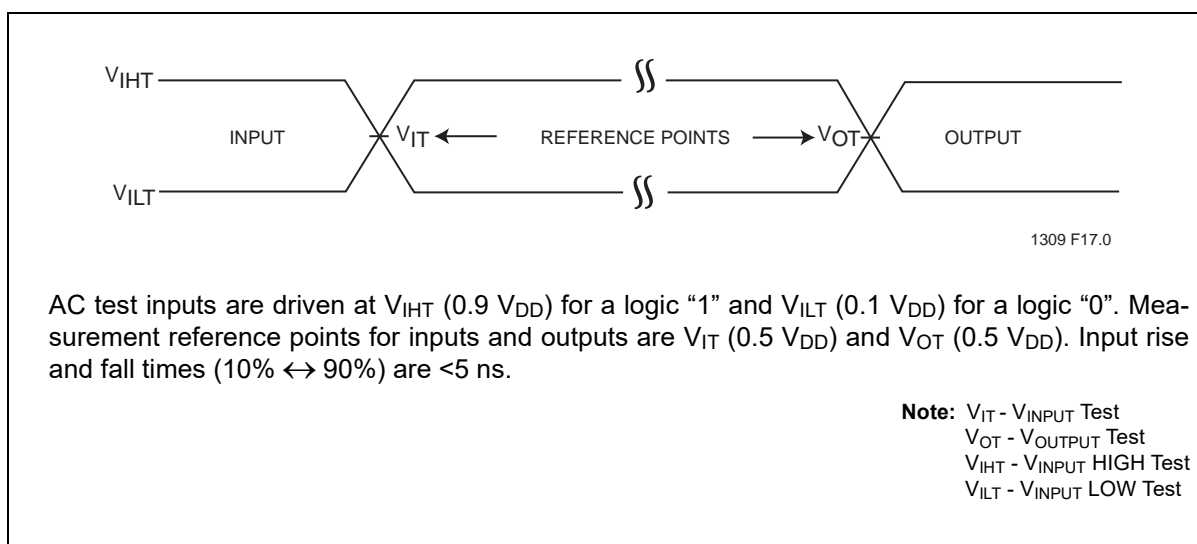 VIHT
INPUT VIT REFERENCE POINTS VOT OUTPUT
VILT
1309 F17.0
AC test inputs are driven at VIHT (0.9 VDD) for a logic “1” and VILT (0.1 VDD) for a logic “0”. Mea-
surement reference points for inputs and outputs are VIT (0.5 VDD) and VOT (0.5 VDD). Input rise
and fall times (10% ↔ 90%) are <5 ns.
Note: VIT - VINPUT Test
VOT - VOUTPUT Test
VIHT - VINPUT HIGH Test
VILT - VINPUT LOW Test